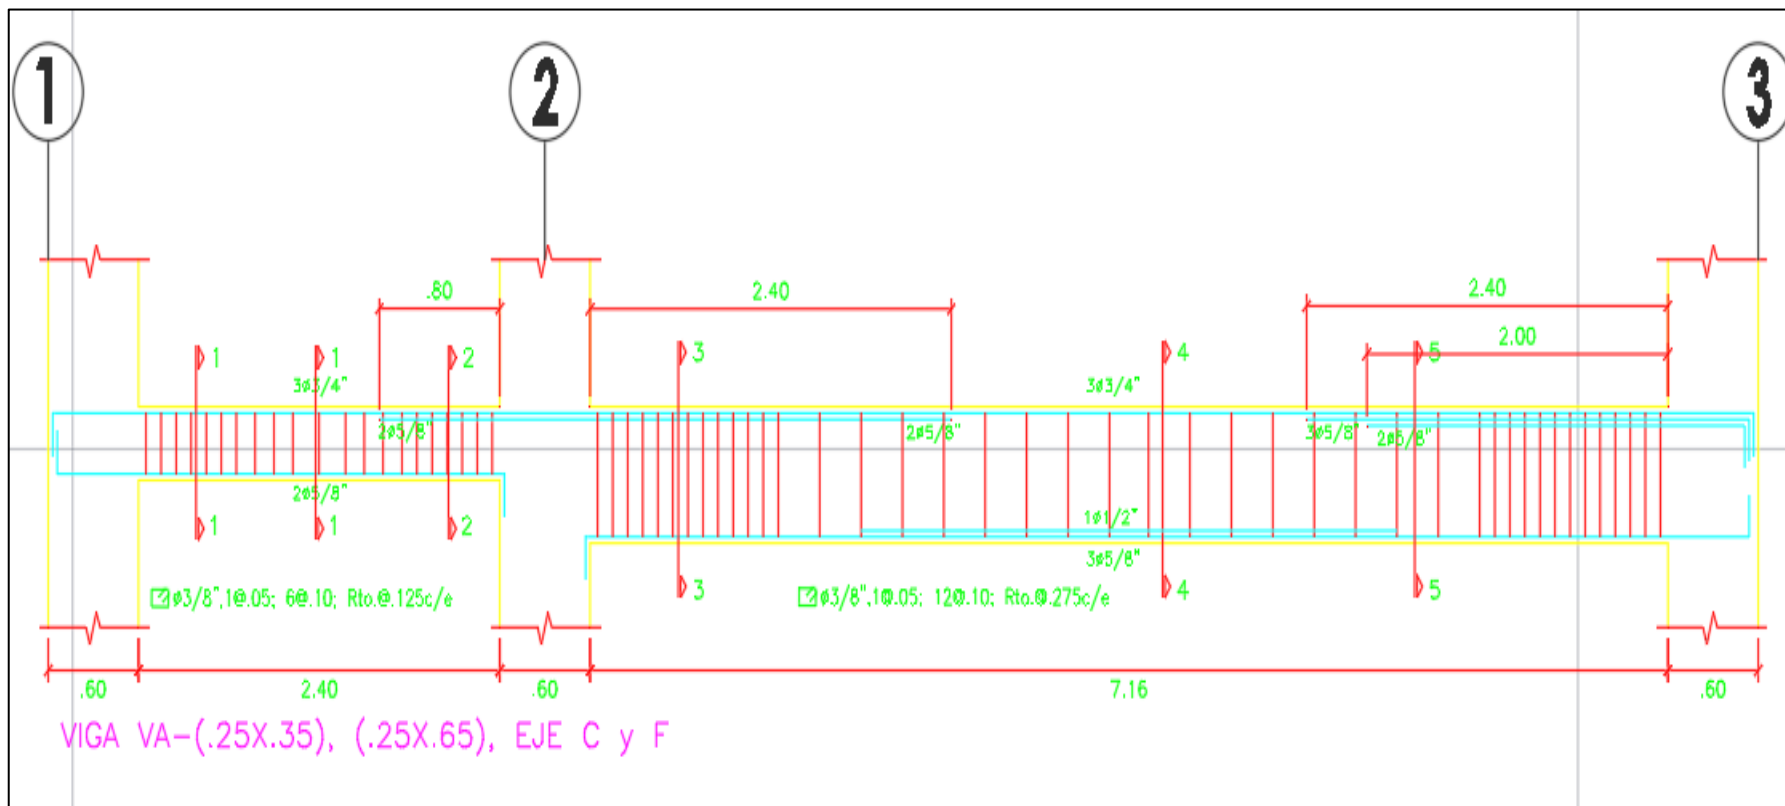 1 2 3
.80 2.40 2.40
2.00
1 1 2 3 4 5
3ø3/4" 3ø3/4"
2ø5/8" 2ø5/8" 3ø5/8" 2ø5/8"
2ø5/8"
1ø1/2"
1 1 2
3ø5/8"
3 4 5
ø3/8",1@.05; 6@.10; Rto.@.125c/e ø3/8",1@.05; 12@.10; Rto.@.275c/e
.60 2.40 .60 7.16 .60
VIGA VA-(.25X.35), (.25X.65), EJE C y F